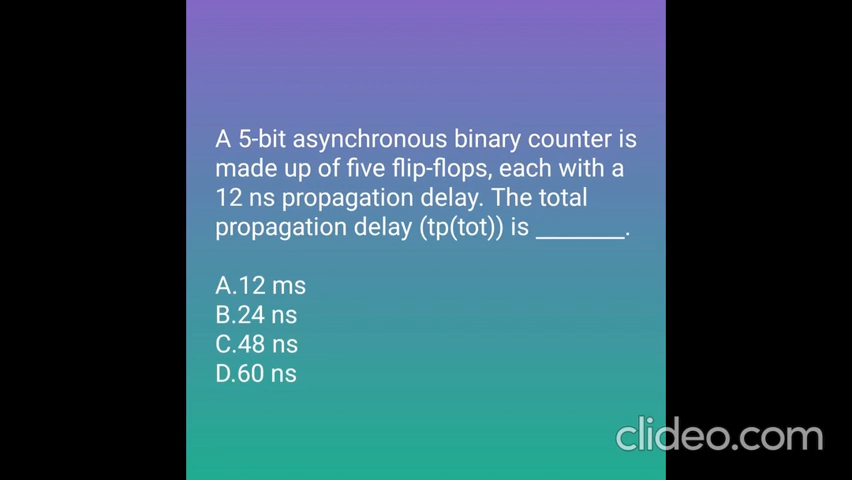 A 5-bit asynchronous binary counter is
made up of five flip-flops, each with a
12 ns propagation delay. The total
propagation delay (tp(tot)) is _______.
A.12 ms
B.24 ns
C.48 ns
D.60 ns
clideo.com